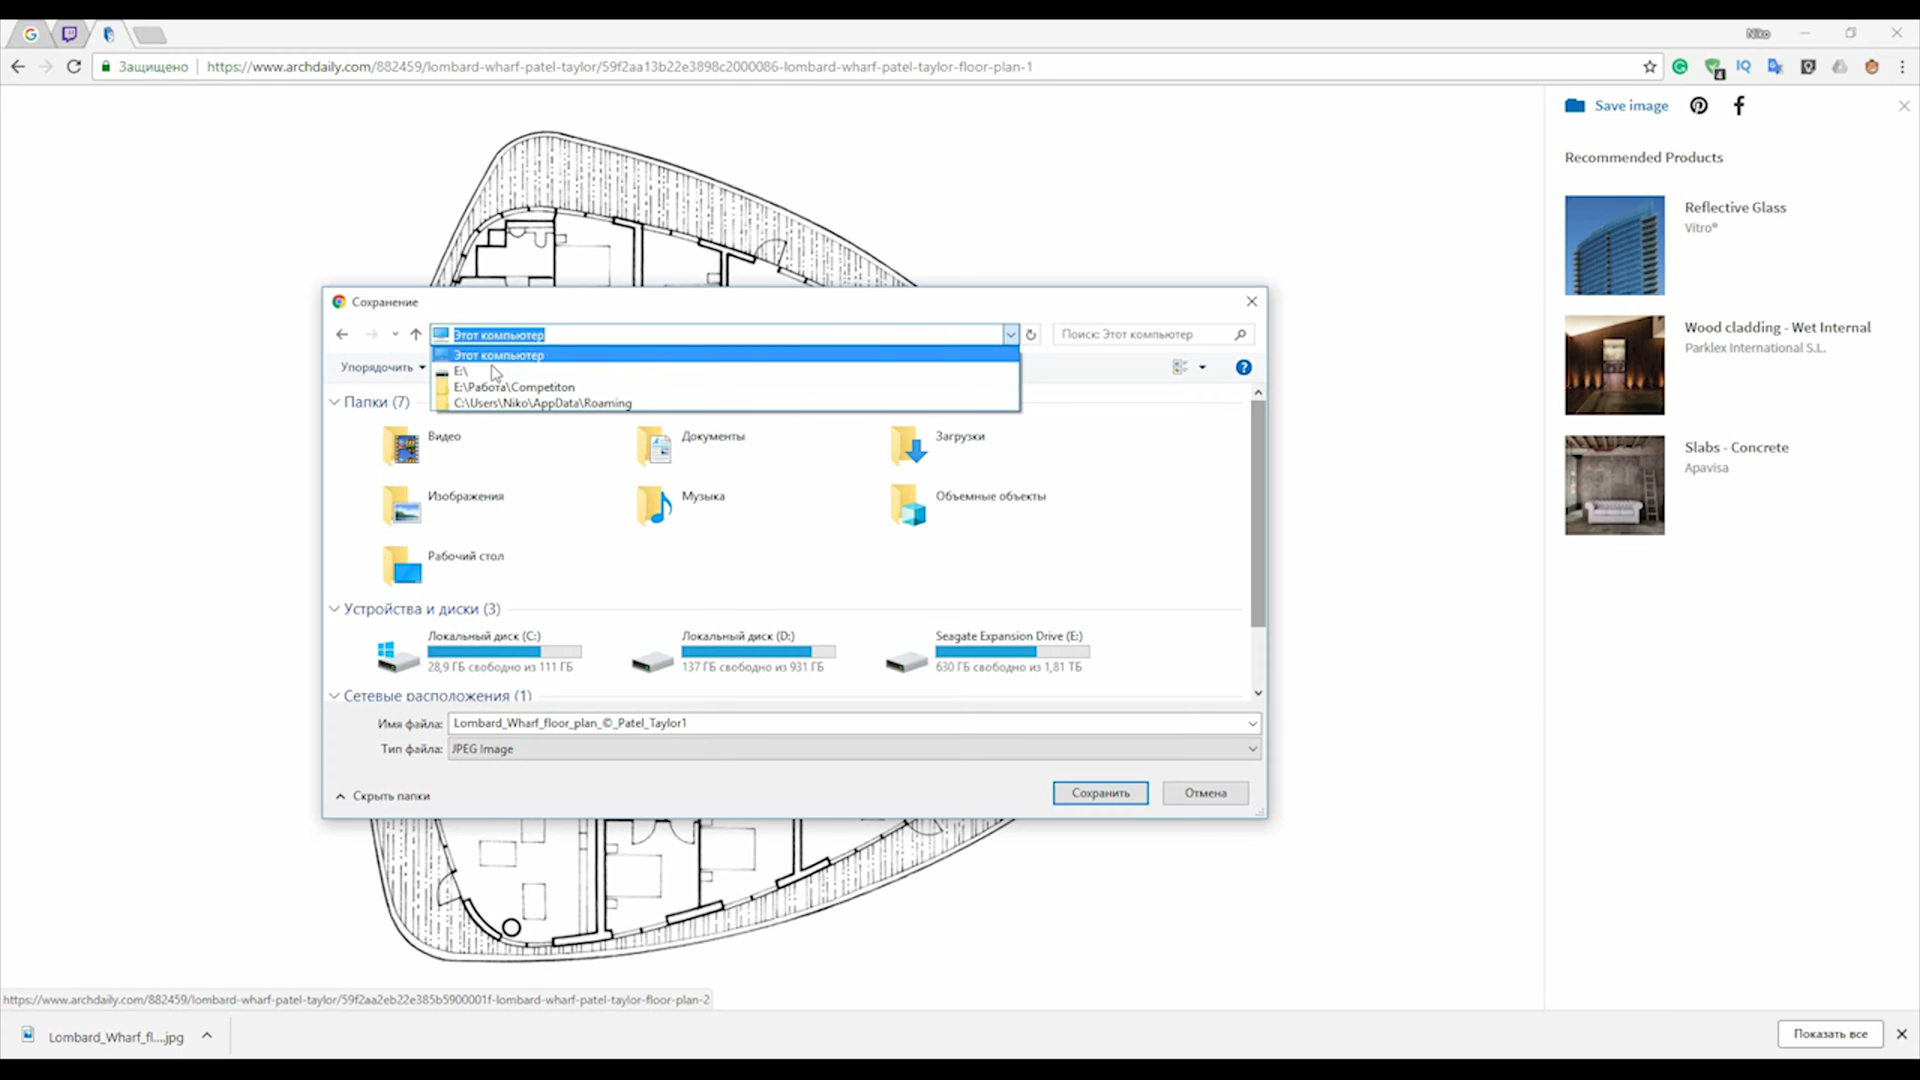 Niko
Защищено
https://www.archdaily.com/882459/lombard-wharf-patel-taylor/59f2aa13b22e3898c2000086-lombard-wharf-patel-taylor-floor-plan-1
Save image
Recommended Products
Reflective Glass
Vitro®
Wood cladding - Wet Internal
Parklex International S.L.
Slabs - Concrete
Apavisa
Сохранение
Этот компьютер
Поиск: Этот компьютер
Этот компьютер
E:\
E:\Работа\Competiton
C:\Users\Niko\AppData\Roaming
Упорядочить
Папки (7)
Видео
Документы
Загрузки
Изображения
Музыка
Объемные объекты
Рабочий стол
Устройства и диски (3)
Локальный диск (C:)
28,9 ГБ свободно из 111 ГБ
Локальный диск (D:)
137 ГБ свободно из 931 ГБ
Seagate Expansion Drive (E:)
630 ГБ свободно из 1,81 ТБ
Сетевые расположения (1)
Имя файла: Lombard_Wharf_floor_plan_©_Patel_Taylor1
Тип файла: JPEG Image
Скрыть папки
Сохранить
Отмена
https://www.archdaily.com/882459/lombard-wharf-patel-taylor/59f2aa2eb22e385b5900001f-lombard-wharf-patel-taylor-floor-plan-2
Lombard_Wharf_fl....jpg
Показать все